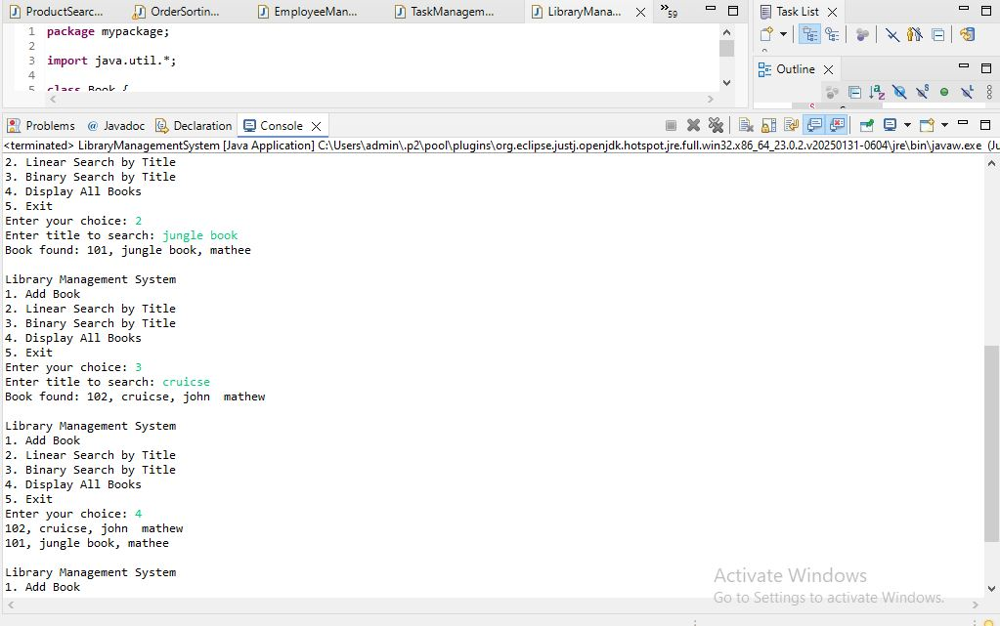 ProductSearc... OrderSortin... EmployeeMan... TaskManagem... LibraryMana... »59 Task List
1 package mypackage;
2
3 import java.util.*;
4
5 class Book {
Outline
Problems @ Javadoc Declaration Console
<terminated> LibraryManagementSystem [Java Application] C:\Users\admin\.p2\pool\plugins\org.eclipse.justj.openjdk.hotspot.jre.full.win32.x86_64_23.0.2.v20250131-0604\jre\bin\javaw.exe (Ju
2. Linear Search by Title
3. Binary Search by Title
4. Display All Books
5. Exit
Enter your choice: 2
Enter title to search: jungle book
Book found: 101, jungle book, mathee
Library Management System
1. Add Book
2. Linear Search by Title
3. Binary Search by Title
4. Display All Books
5. Exit
Enter your choice: 3
Enter title to search: cruicse
Book found: 102, cruicse, john  mathew
Library Management System
1. Add Book
2. Linear Search by Title
3. Binary Search by Title
4. Display All Books
5. Exit
Enter your choice: 4
102, cruicse, john  mathew
101, jungle book, mathee
Library Management System
1. Add Book
Activate Windows
Go to Settings to activate Windows.